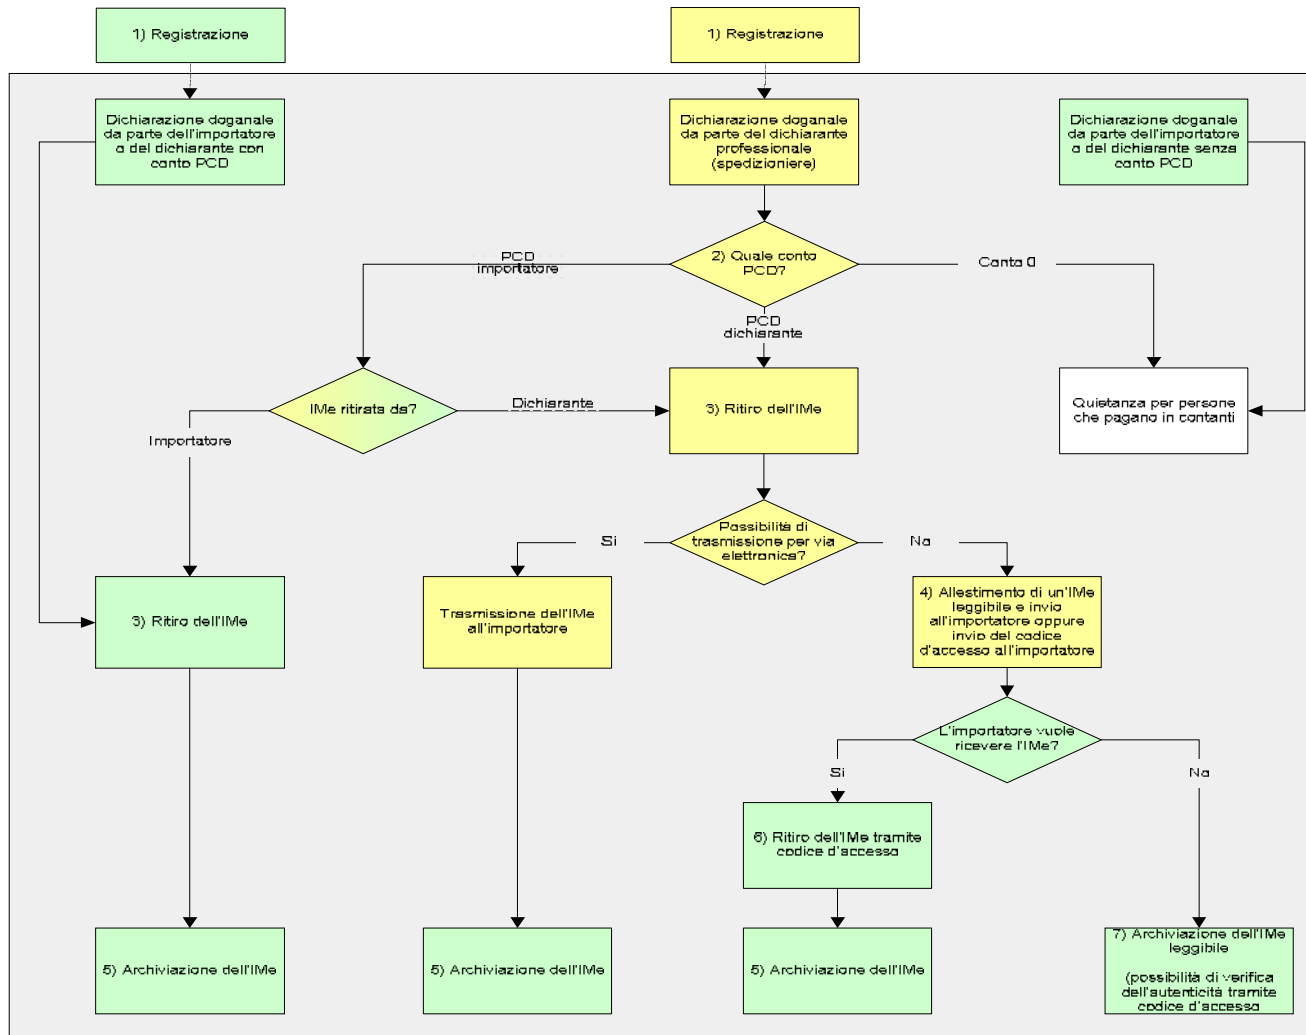 1) Registrazione
1) Registrazione
Dichiarazione doganale
da parte dell'importatore
o del dichiarante con
conto PCD
Dichiarazione doganale
da parte del dichiarante
professionale
(spedizioniere)
Dichiarazione doganale
da parte dell'importatore
o del dichiarante senza
conto PCD
PCD
importatore
2) Quale conto
PCD?
Conto 0
PCD
dichiarante
IMe ritirata da?
Dichiarante
3) Ritiro dell'IMe
Quietanza per persone
che pagano in contanti
Importatore
Possibilità di
trasmissione per via
elettronica?
Si
No
3) Ritiro dell'IMe
Trasmissione dell'IMe
all'importatore
4) Allestimento di un'IMe
leggibile e invio
all'importatore oppure
invio del codice
d'accesso all'importatore
L'importatore vuole
ricevere l'IMe?
Si
No
6) Ritiro dell'IMe tramite
codice d'accesso
5) Archiviazione dell'IMe
5) Archiviazione dell'IMe
5) Archiviazione dell'IMe
7) Archiviazione dell'IMe
leggibile
(possibilità di verifica
dell'autenticità tramite
codice d'accesso